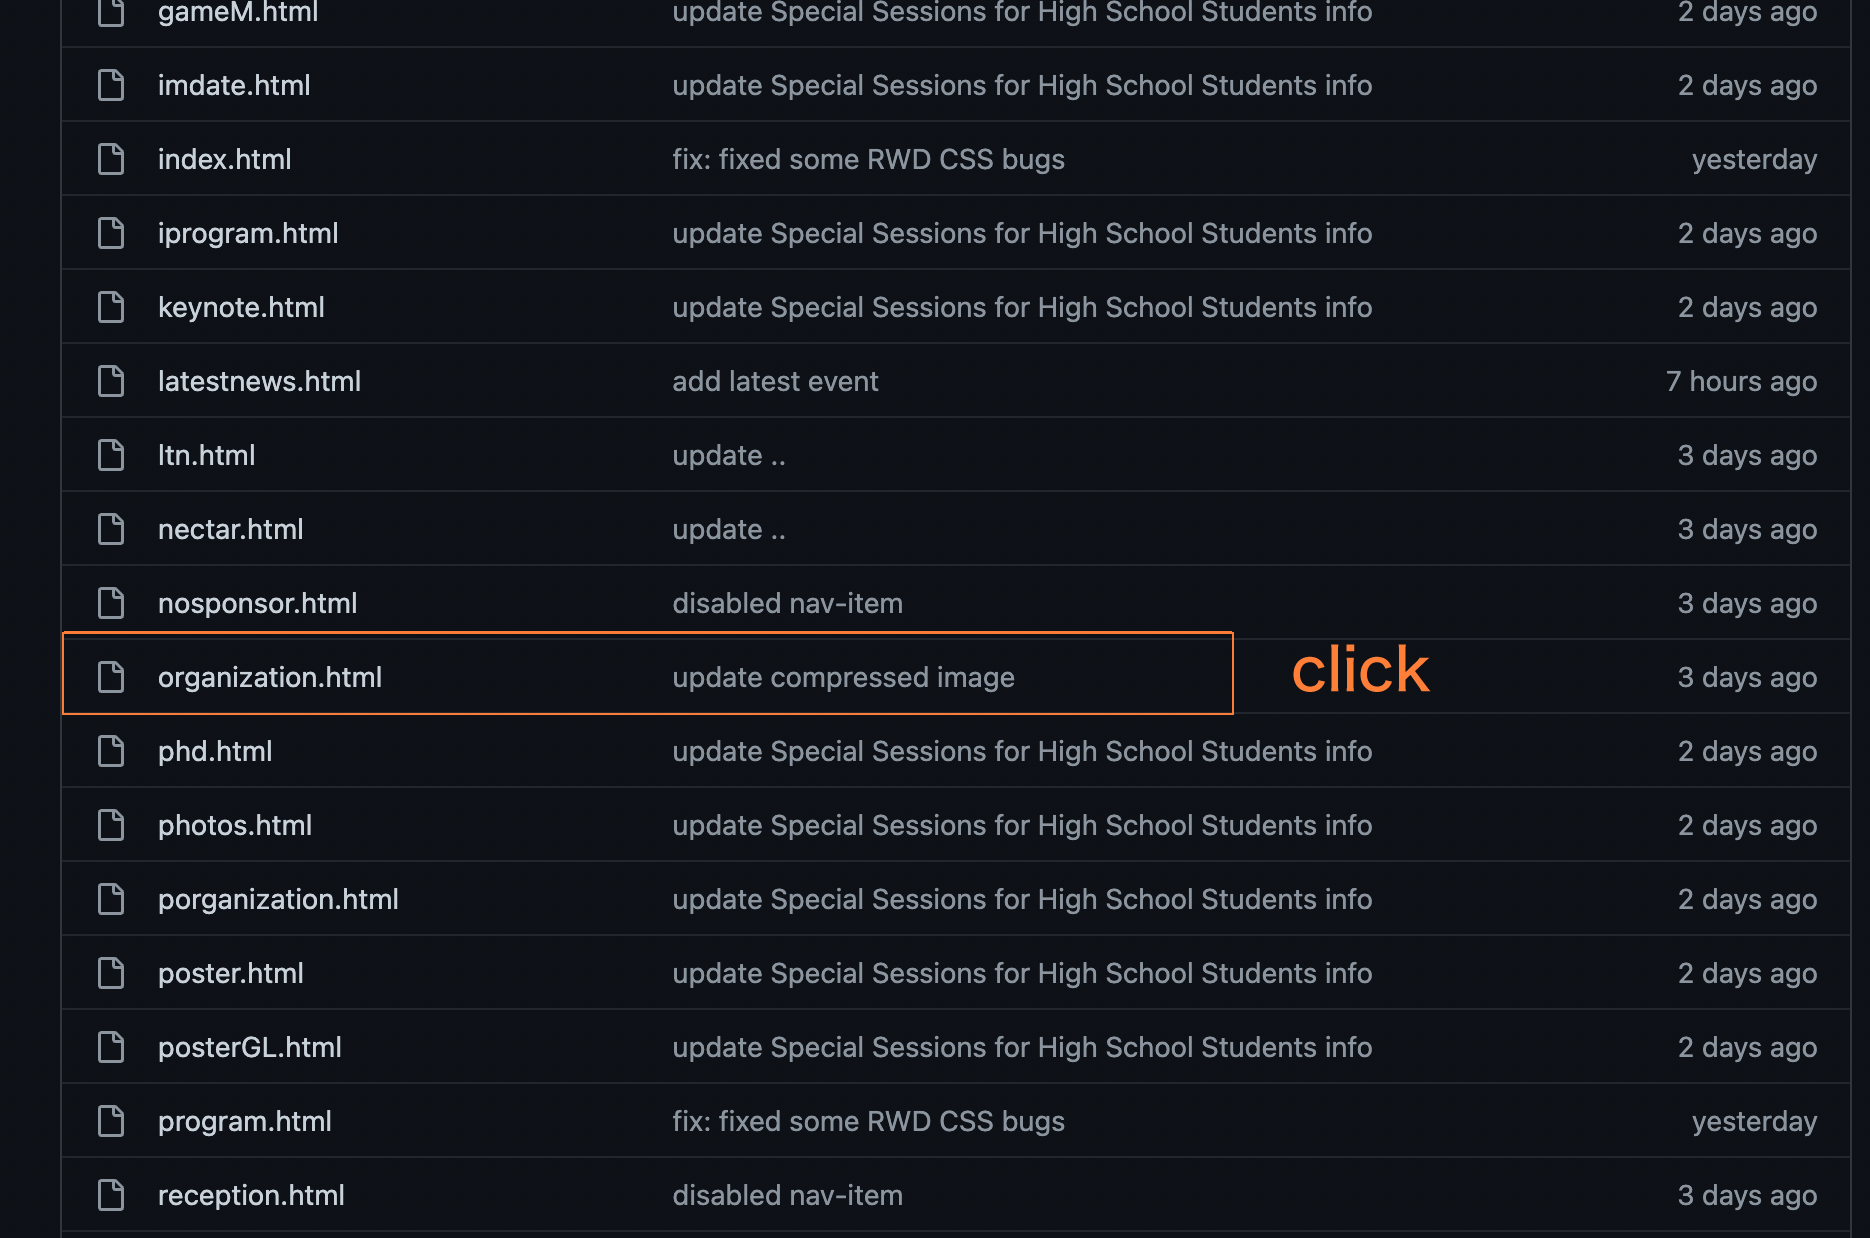 gameM.html update Special Sessions for High School Students info 2 days ago
imdate.html update Special Sessions for High School Students info 2 days ago
index.html fix: fixed some RWD CSS bugs yesterday
iprogram.html update Special Sessions for High School Students info 2 days ago
keynote.html update Special Sessions for High School Students info 2 days ago
latestnews.html add latest event 7 hours ago
ltn.html update .. 3 days ago
nectar.html update .. 3 days ago
nosponsor.html disabled nav-item 3 days ago
organization.html update compressed image click 3 days ago
phd.html update Special Sessions for High School Students info 2 days ago
photos.html update Special Sessions for High School Students info 2 days ago
porganization.html update Special Sessions for High School Students info 2 days ago
poster.html update Special Sessions for High School Students info 2 days ago
posterGL.html update Special Sessions for High School Students info 2 days ago
program.html fix: fixed some RWD CSS bugs yesterday
reception.html disabled nav-item 3 days ago